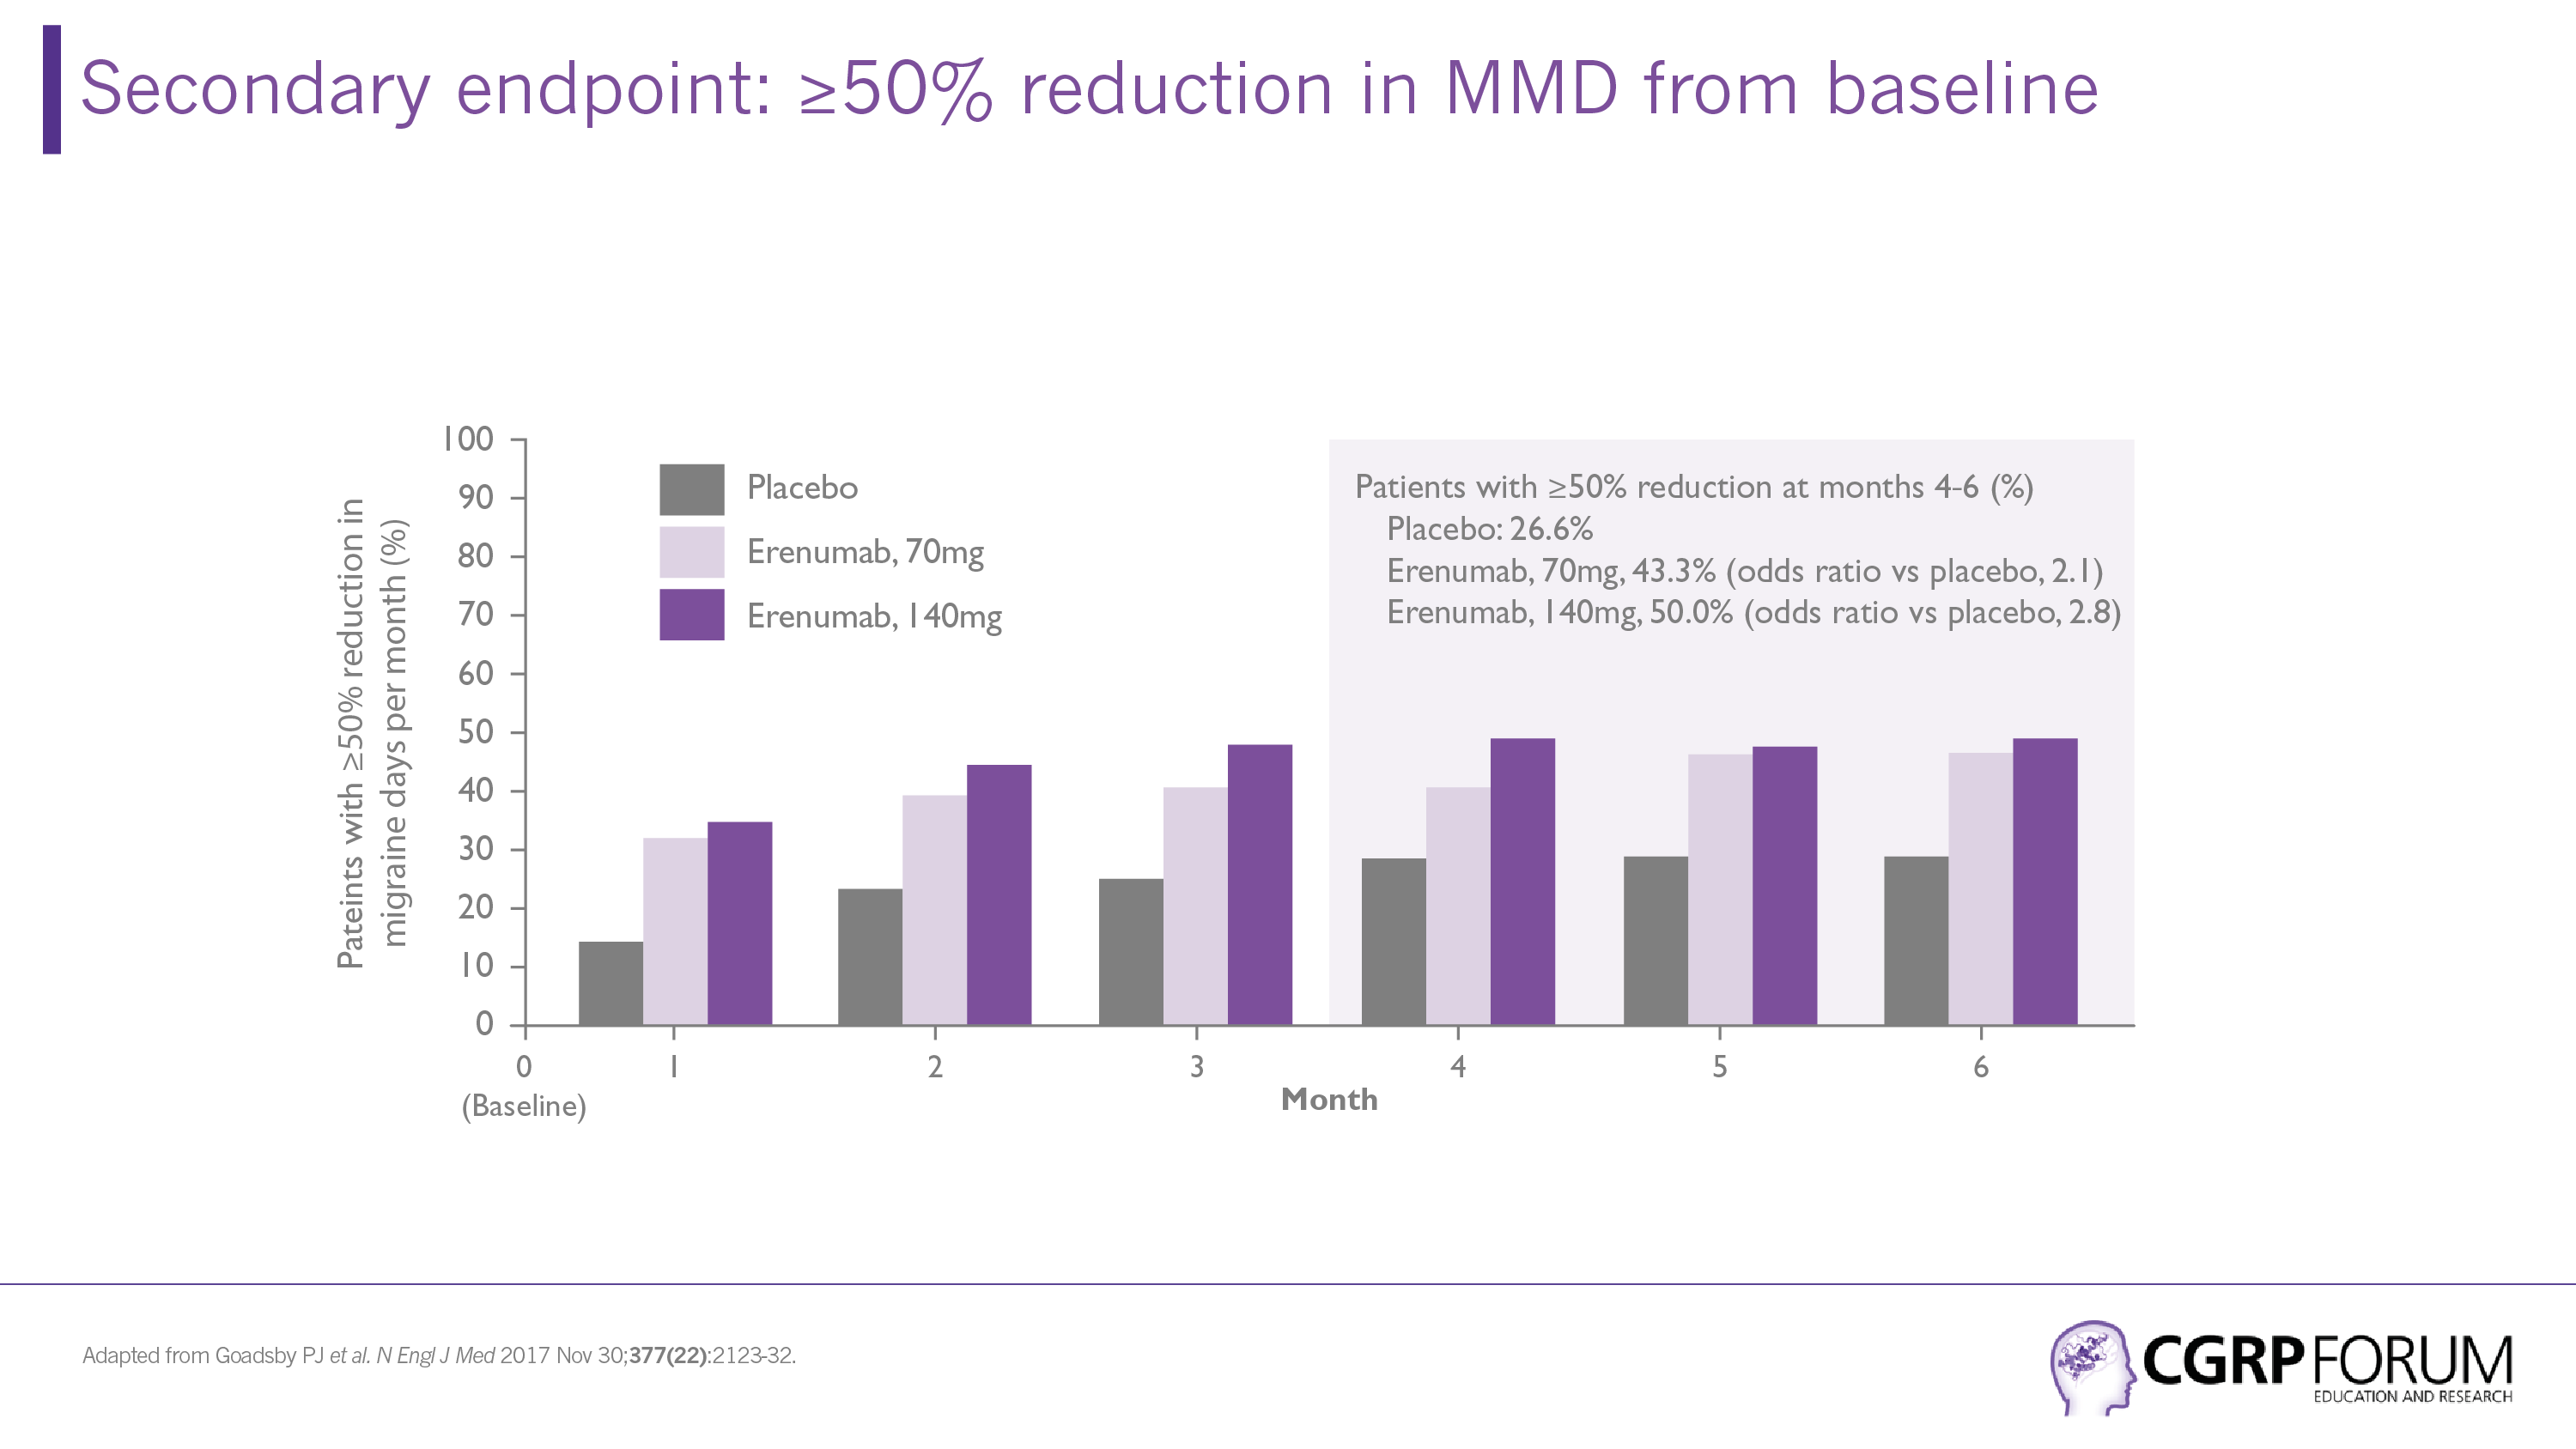 Secondary endpoint: ≥50% reduction in MMD from baseline
Pateints with ≥50% reduction in
migraine days per month (%)
100
90
80
70
60
50
40
30
20
10
0
Placebo
Erenumab, 70mg
Erenumab, 140mg
Patients with ≥50% reduction at months 4-6 (%)
Placebo: 26.6%
Erenumab, 70mg, 43.3% (odds ratio vs placebo, 2.1)
Erenumab, 140mg, 50.0% (odds ratio vs placebo, 2.8)
0 1 2 3 4 5 6
(Baseline)
Month
Adapted from Goadsby PJ et al. N Engl J Med 2017 Nov 30;377(22):2123-32.
CGRP FORUM
EDUCATION AND RESEARCH